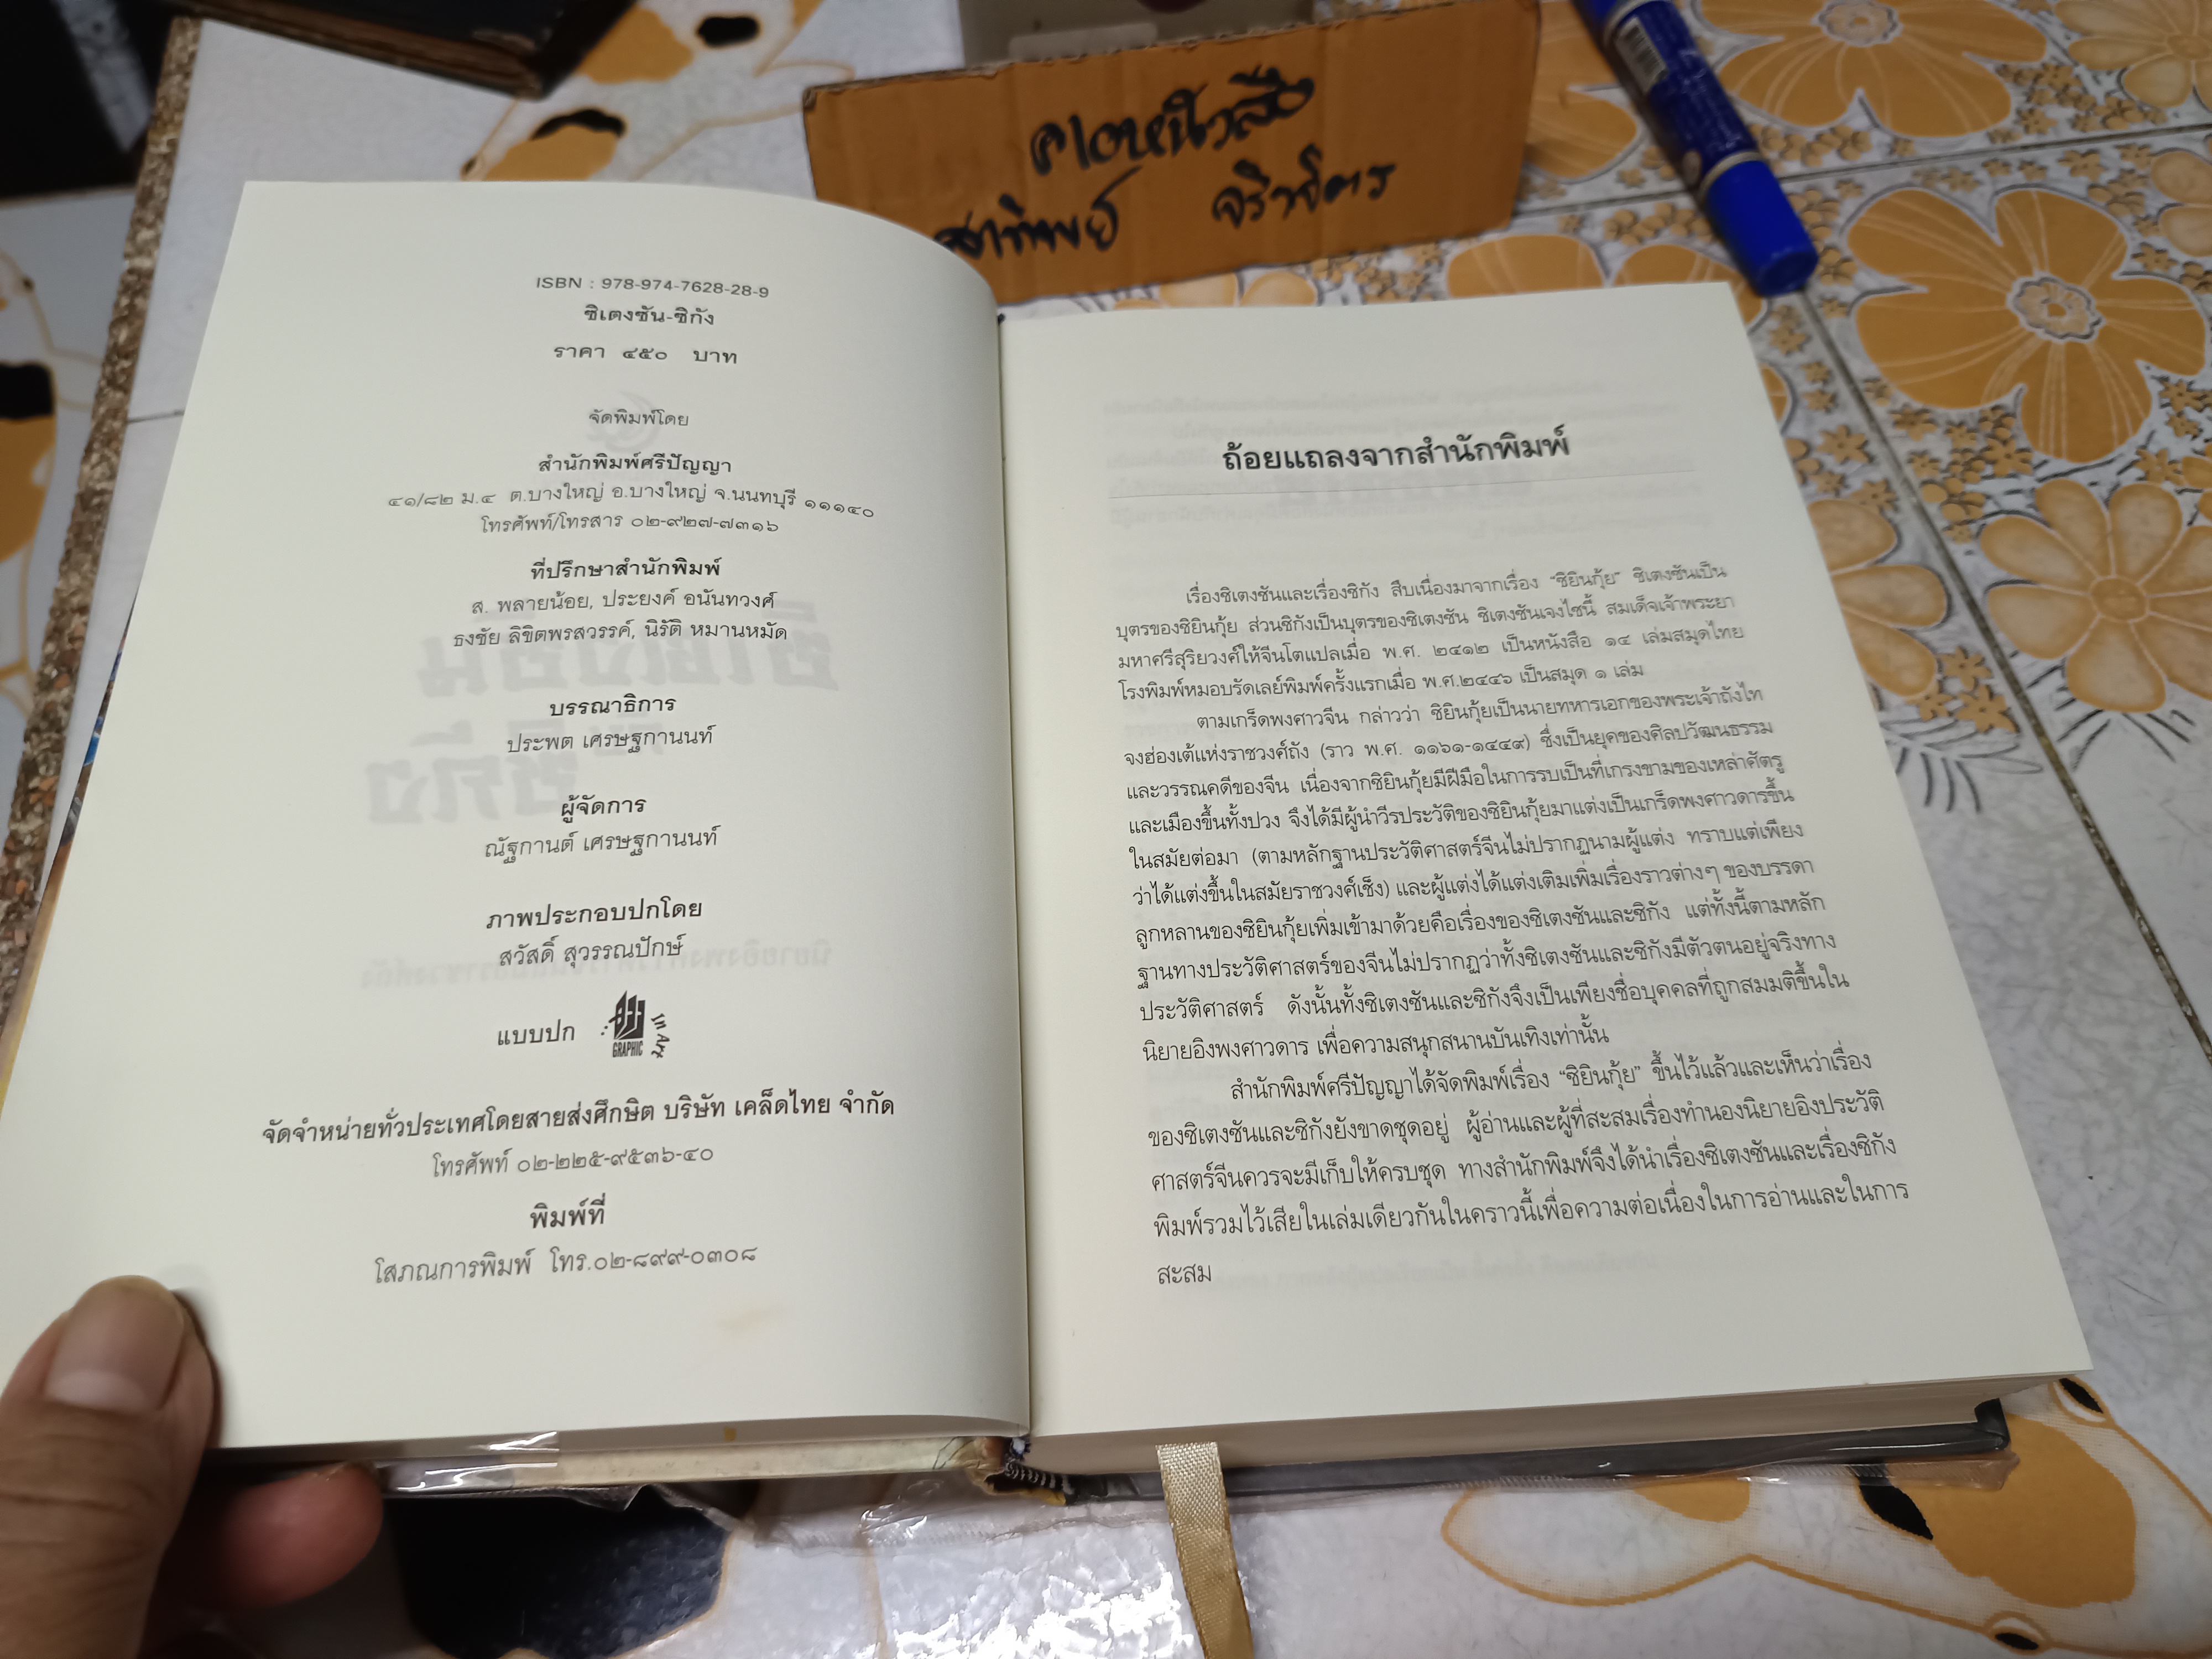 คอหนังสือ
สาทิพย์ จริงจิตร
ISBN : 978-974-7628-28-9
ซิเตงซัน-ซิกัง
ราคา ๔๕๐ บาท
จัดพิมพ์โดย
สำนักพิมพ์ศรีปัญญา
๔๑/๘๒ ม.๔ ต.บางใหญ่ อ.บางใหญ่ จ.นนทบุรี ๑๑๑๔๐
โทรศัพท์/โทรสาร ๐๒-๙๒๗-๗๓๑๖
ที่ปรึกษาสำนักพิมพ์
ส. พลายน้อย, ประยงค์ อนันทวงศ์
ธงชัย ลิขิตพรสวรรค์, นิรัติ หมานหมัด
บรรณาธิการ
ประพต เศรษฐกานนท์
ผู้จัดการ
ณัฐกานต์ เศรษฐกานนท์
ภาพประกอบปกโดย
สวัสดิ์ สุวรรณปักษ์
แบบปก
GRAPHIC
จัดจำหน่ายทั่วประเทศโดยสายส่งศึกษิต บริษัท เคล็ดไทย จำกัด
โทรศัพท์ ๐๒-๒๒๕-๙๕๓๖-๔๐
พิมพ์ที่
โสภณการพิมพ์ โทร.๐๒-๘๙๙-๐๓๐๘
ถ้อยแถลงจากสำนักพิมพ์
เรื่องซิเตงซันและเรื่องซิกัง สืบเนื่องมาจากเรื่อง “ซิยินกุ้ย” ซิเตงซันเป็น
บุตรของซิยินกุ้ย ส่วนซิกังเป็นบุตรของซิเตงซัน ซิเตงซันเจงไซนี้ สมเด็จเจ้าพระยา
มหาศรีสุริยวงศ์ให้จีนโตแปลเมื่อ พ.ศ. ๒๔๑๒ เป็นหนังสือ ๑๔ เล่มสมุดไทย
โรงพิมพ์หมอบรัดเลย์พิมพ์ครั้งแรกเมื่อ พ.ศ.๒๔๔๖ เป็นสมุด ๑ เล่ม
ตามเกร็ดพงศาวจีน กล่าวว่า ซิยินกุ้ยเป็นนายทหารเอกของพระเจ้าถังไท
จงฮ่องเต้แห่งราชวงศ์ถัง (ราว พ.ศ. ๑๑๖๑-๑๔๔๙) ซึ่งเป็นยุคของศิลปวัฒนธรรม
และวรรณคดีของจีน เนื่องจากซิยินกุ้ยมีฝีมือในการรบเป็นที่เกรงขามของเหล่าศัตรู
และเมืองขึ้นทั้งปวง จึงได้มีผู้นำวีรประวัติของซิยินกุ้ยมาแต่งเป็นเกร็ดพงศาวดารขึ้น
ในสมัยต่อมา (ตามหลักฐานประวัติศาสตร์จีนไม่ปรากฏนามผู้แต่ง ทราบแต่เพียง
ว่าได้แต่งขึ้นในสมัยราชวงศ์เช็ง) และผู้แต่งได้แต่งเติมเพิ่มเรื่องราวต่างๆ ของบรรดา
ลูกหลานของซิยินกุ้ยเพิ่มเข้ามาด้วยคือเรื่องของซิเตงซันและซิกัง แต่ทั้งนี้ตามหลัก
ฐานทางประวัติศาสตร์ของจีนไม่ปรากฏว่าทั้งซิเตงซันและซิกังมีตัวตนอยู่จริงทาง
ประวัติศาสตร์ ดังนั้นทั้งซิเตงซันและซิกังจึงเป็นเพียงชื่อบุคคลที่ถูกสมมติขึ้นใน
นิยายอิงพงศาวดาร เพื่อความสนุกสนานบันเทิงเท่านั้น
สำนักพิมพ์ศรีปัญญาได้จัดพิมพ์เรื่อง “ซิยินกุ้ย” ขึ้นไว้แล้วและเห็นว่าเรื่อง
ของซิเตงซันและซิกังยังขาดชุดอยู่ ผู้อ่านและผู้ที่สะสมเรื่องทำนองนิยายอิงประวัติ
ศาสตร์จีนควรจะมีเก็บให้ครบชุด ทางสำนักพิมพ์จึงได้นำเรื่องซิเตงซันและเรื่องซิกัง
พิมพ์รวมไว้เสียในเล่มเดียวกันในคราวนี้เพื่อความต่อเนื่องในการอ่านและในการ
สะสม